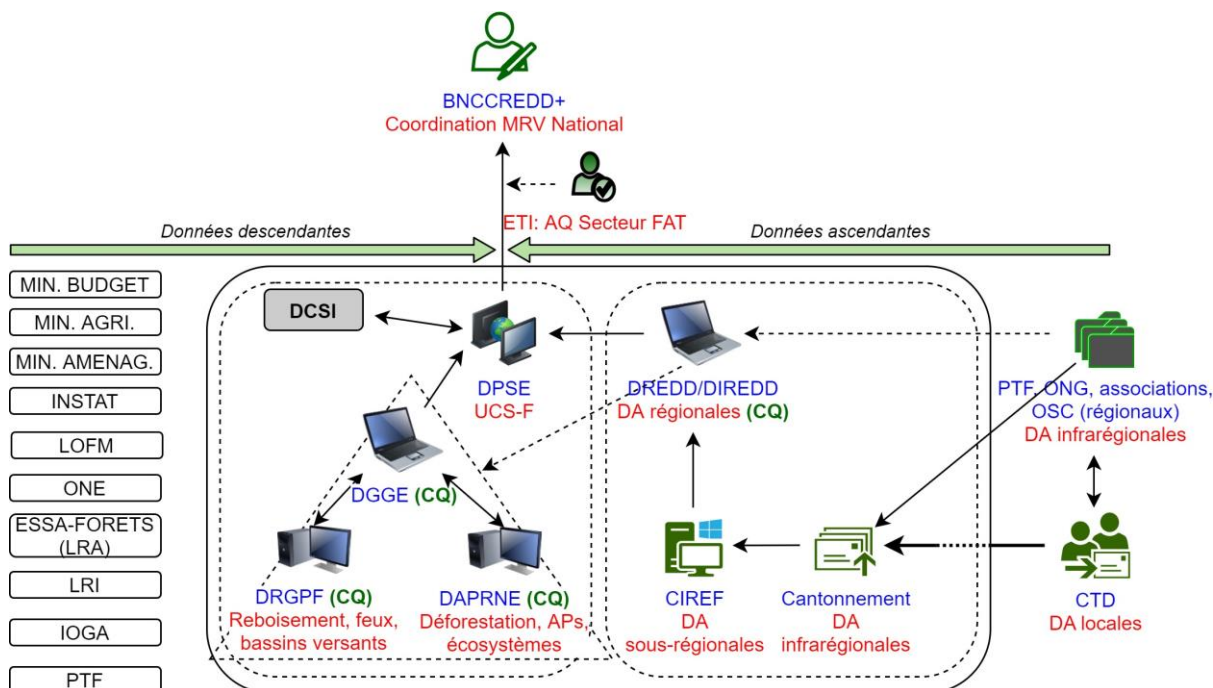 BNCCREDD+
Coordination MRV National
ETI: AQ Secteur FAT
Données descendantes
Données ascendantes
MIN. BUDGET
MIN. AGRI.
MIN. AMENAG.
INSTAT
LOFM
ONE
ESSA-FORETS
(LRA)
LRI
IOGA
PTF
DCSI
DPSE
UCS-F
DGGE (CQ)
DRGPF (CQ)
Reboisement, feux,
bassins versants
DAPRNE (CQ)
Déforestation, APs,
écosystèmes
DREDD/DIREDD
DA régionales (CQ)
CIREF
DA
sous-régionales
Cantonnement
DA
infrarégionales
PTF, ONG, associations,
OSC (régionaux)
DA infrarégionales
CTD
DA locales